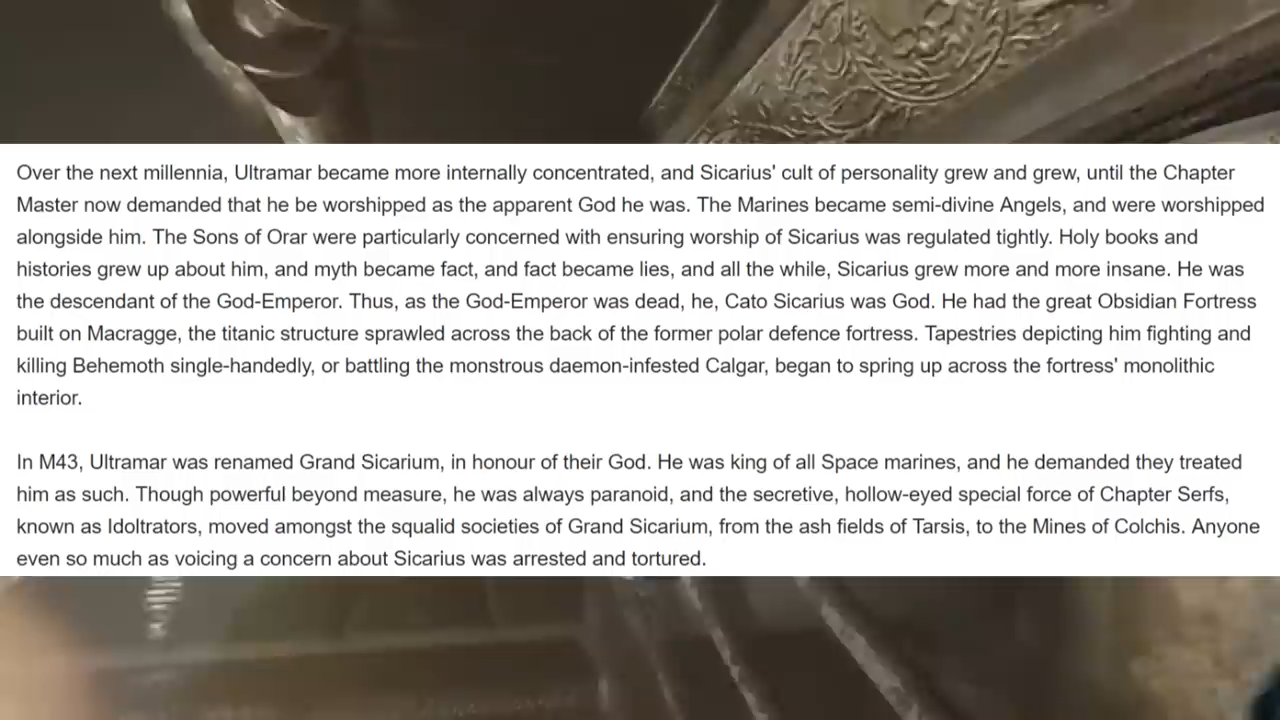 Over the next millennia, Ultramar became more internally concentrated, and Sicarius' cult of personality grew and grew, until the Chapter
Master now demanded that he be worshipped as the apparent God he was. The Marines became semi-divine Angels, and were worshipped
alongside him. The Sons of Orar were particularly concerned with ensuring worship of Sicarius was regulated tightly. Holy books and
histories grew up about him, and myth became fact, and fact became lies, and all the while, Sicarius grew more and more insane. He was
the descendant of the God-Emperor. Thus, as the God-Emperor was dead, he, Cato Sicarius was God. He had the great Obsidian Fortress
built on Macragge, the titanic structure sprawled across the back of the former polar defence fortress. Tapestries depicting him fighting and
killing Behemoth single-handedly, or battling the monstrous daemon-infested Calgar, began to spring up across the fortress' monolithic
interior.
In M43, Ultramar was renamed Grand Sicarium, in honour of their God. He was king of all Space marines, and he demanded they treated
him as such. Though powerful beyond measure, he was always paranoid, and the secretive, hollow-eyed special force of Chapter Serfs,
known as Idoltrators, moved amongst the squalid societies of Grand Sicarium, from the ash fields of Tarsis, to the Mines of Colchis. Anyone
even so much as voicing a concern about Sicarius was arrested and tortured.